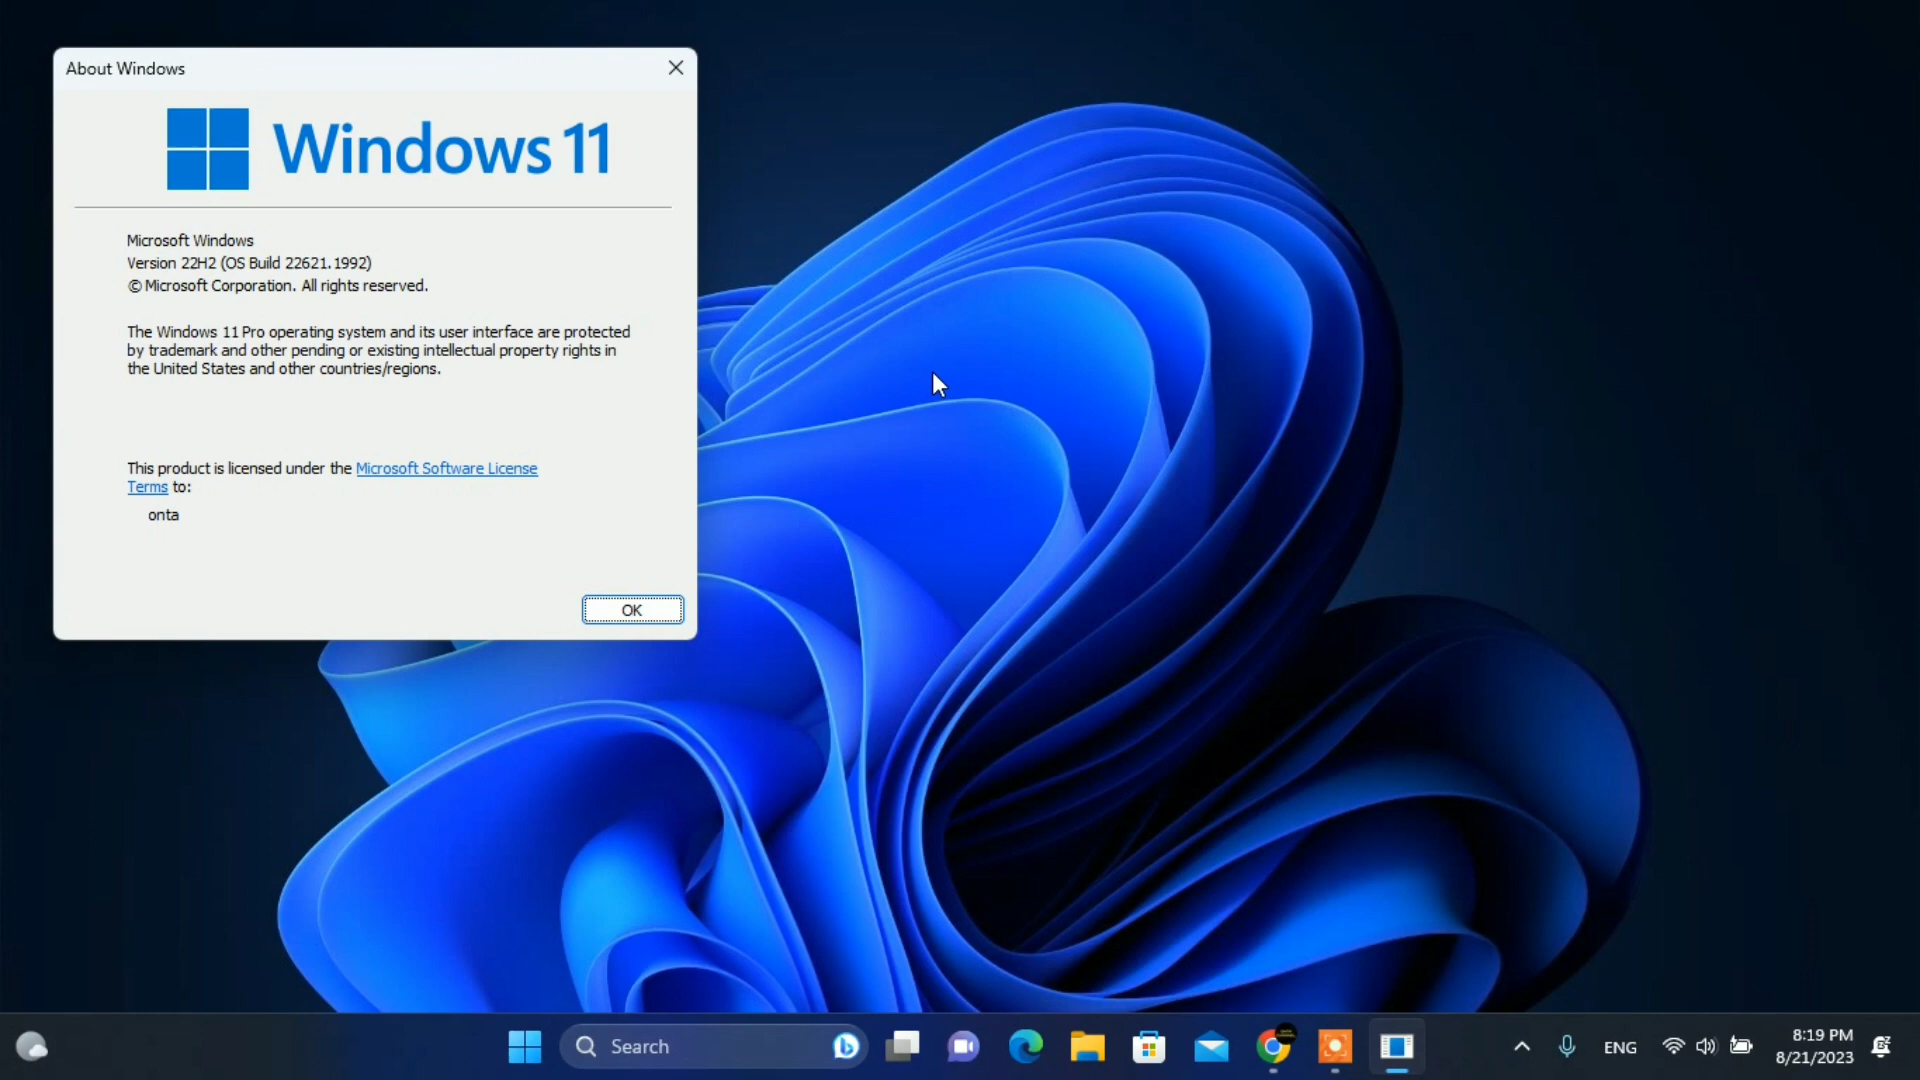 About Windows
Windows 11
Microsoft Windows
Version 22H2 (OS Build 22621.1992)
© Microsoft Corporation. All rights reserved.
The Windows 11 Pro operating system and its user interface are protected
by trademark and other pending or existing intellectual property rights in
the United States and other countries/regions.
This product is licensed under the Microsoft Software License
Terms to:
onta
OK
Search
ENG
8:19 PM
8/21/2023